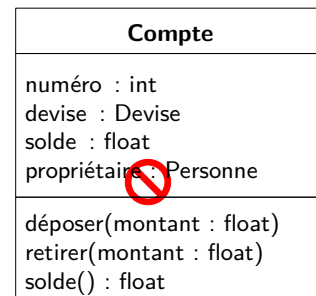 Compte
numéro : int
devise : Devise
solde : float
propriétaire : Personne
déposer(montant : float)
retirer(montant : float)
solde() : float